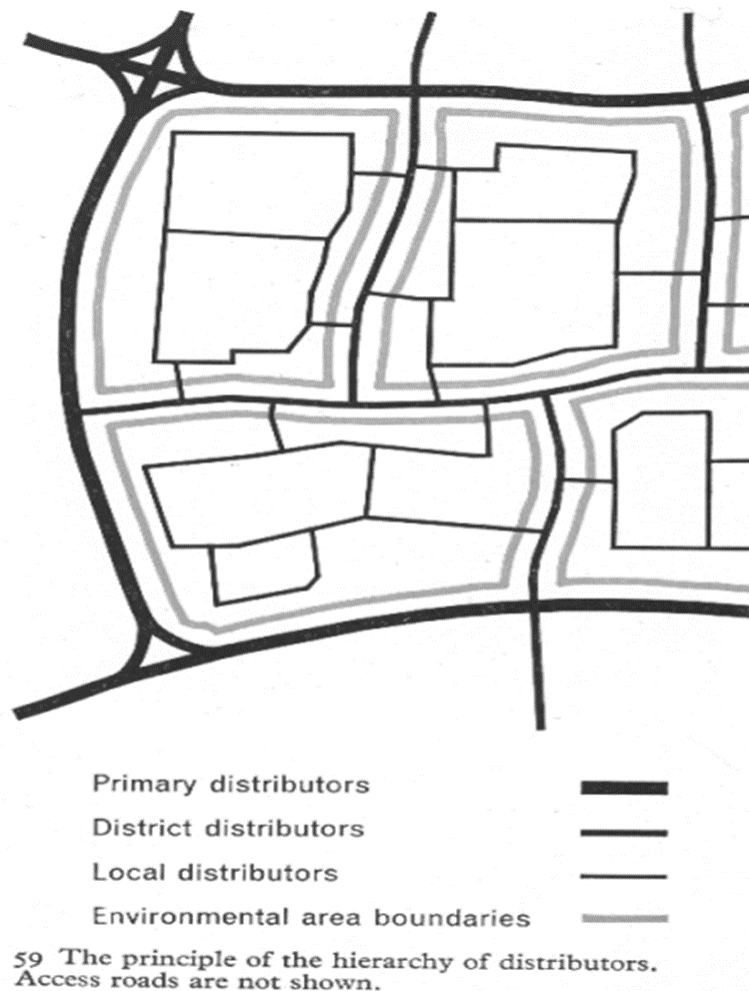 Primary distributors
District distributors
Local distributors
Environmental area boundaries
59 The principle of the hierarchy of distributors.
Access roads are not shown.